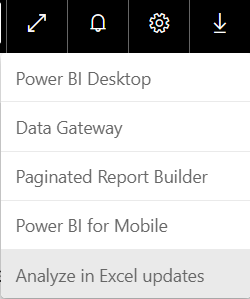 Power BI Desktop
Data Gateway
Paginated Report Builder
Power BI for Mobile
Analyze in Excel updates